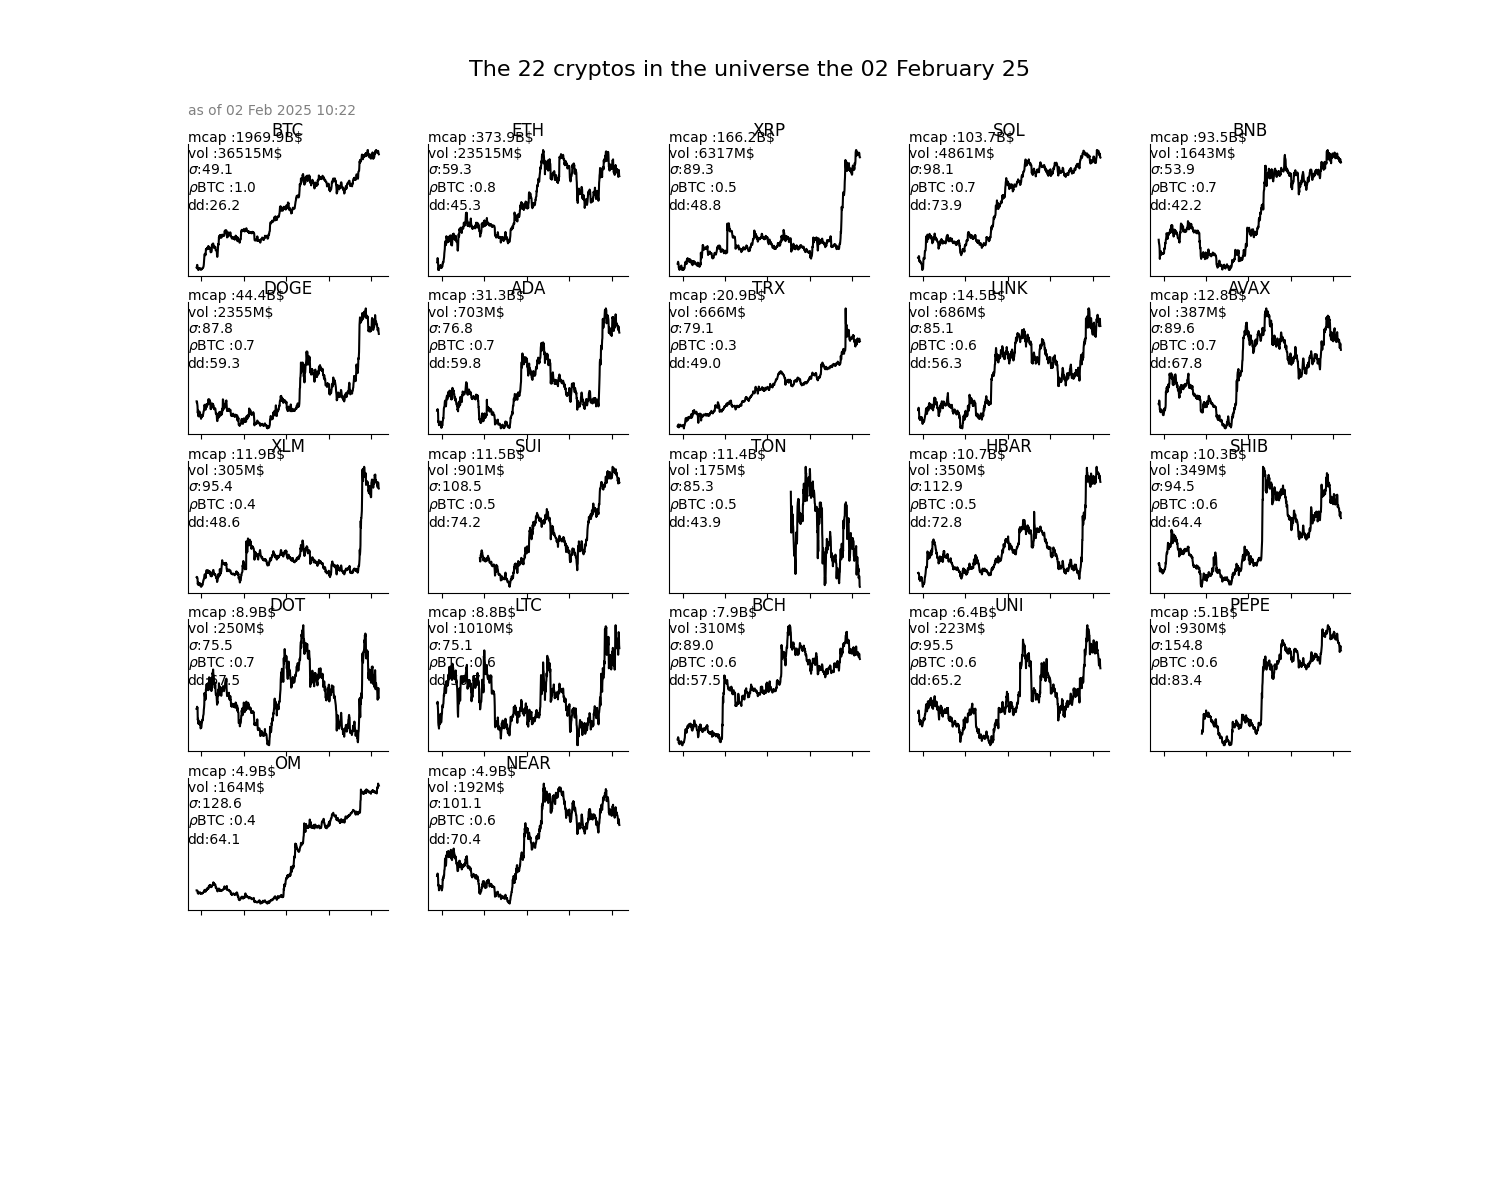 The 22 cryptos in the universe the 02 February 25
as of 02 Feb 2025 10:22
BTC
mcap :1969.9B$
vol :36515M$
σ:49.1
ρBTC :1.0
dd:26.2
ETH
mcap :373.9B$
vol :23515M$
σ:59.3
ρBTC :0.8
dd:45.3
XRP
mcap :166.2B$
vol :6317M$
σ:89.3
ρBTC :0.5
dd:48.8
SOL
mcap :103.7B$
vol :4861M$
σ:98.1
ρBTC :0.7
dd:73.9
BNB
mcap :93.5B$
vol :1643M$
σ:53.9
ρBTC :0.7
dd:42.2
DOGE
mcap :44.4B$
vol :2355M$
σ:87.8
ρBTC :0.7
dd:59.3
ADA
mcap :31.3B$
vol :703M$
σ:76.8
ρBTC :0.7
dd:59.8
TRX
mcap :20.9B$
vol :666M$
σ:79.1
ρBTC :0.3
dd:49.0
LINK
mcap :14.5B$
vol :686M$
σ:85.1
ρBTC :0.6
dd:56.3
AVAX
mcap :12.8B$
vol :387M$
σ:89.6
ρBTC :0.7
dd:67.8
XLM
mcap :11.9B$
vol :305M$
σ:95.4
ρBTC :0.4
dd:48.6
SUI
mcap :11.5B$
vol :901M$
σ:108.5
ρBTC :0.5
dd:74.2
TON
mcap :11.4B$
vol :175M$
σ:85.3
ρBTC :0.5
dd:43.9
HBAR
mcap :10.7B$
vol :350M$
σ:112.9
ρBTC :0.5
dd:72.8
SHIB
mcap :10.3B$
vol :349M$
σ:94.5
ρBTC :0.6
dd:64.4
DOT
mcap :8.9B$
vol :250M$
σ:75.5
ρBTC :0.7
LTC
mcap :8.8B$
vol :1010M$
σ:75.1
ρBTC :0.6
BCH
mcap :7.9B$
vol :310M$
σ:89.0
ρBTC :0.6
dd:57.5
UNI
mcap :6.4B$
vol :223M$
σ:95.5
ρBTC :0.6
dd:65.2
PEPE
mcap :5.1B$
vol :930M$
σ:154.8
ρBTC :0.6
dd:83.4
OM
mcap :4.9B$
vol :164M$
σ:128.6
ρBTC :0.4
dd:64.1
NEAR
mcap :4.9B$
vol :192M$
σ:101.1
ρBTC :0.6
dd:70.4